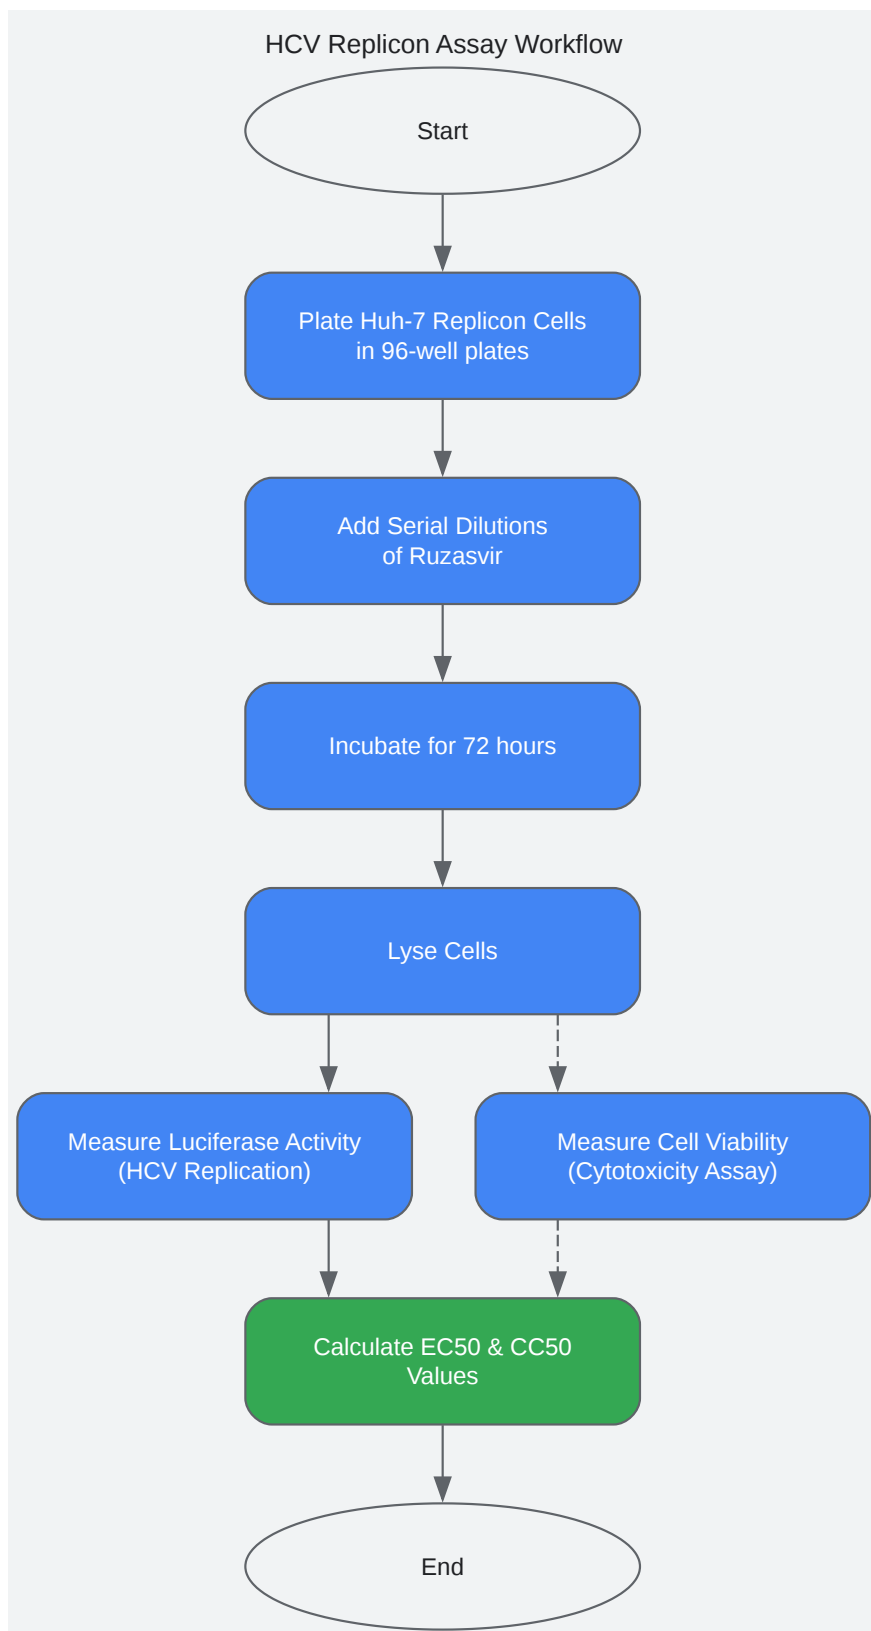 HCV Replicon Assay Workflow
Start
Plate Huh-7 Replicon Cells
in 96-well plates
Add Serial Dilutions
of Ruzasvir
Incubate for 72 hours
Lyse Cells
Measure Luciferase Activity
(HCV Replication)
Measure Cell Viability
(Cytotoxicity Assay)
Calculate EC50 & CC50
Values
End